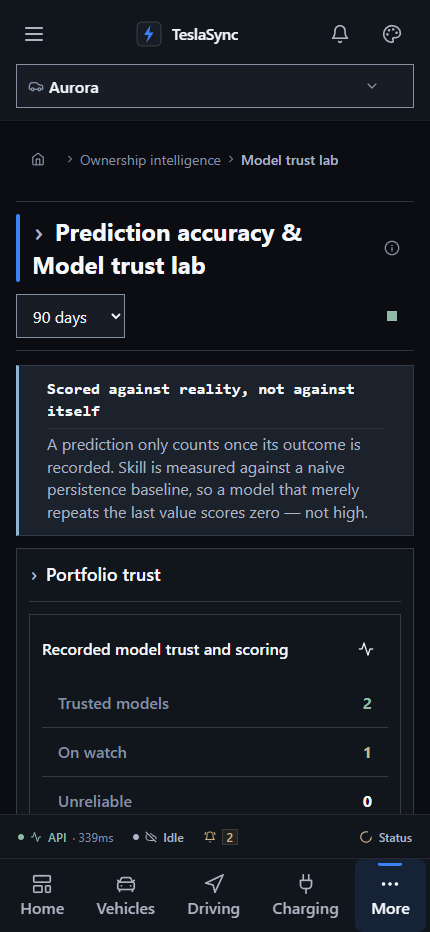 TeslaSync
Aurora
Ownership intelligence
Model trust lab
Prediction accuracy &
Model trust lab
90 days
Scored against reality, not against
itself
A prediction only counts once its outcome is
recorded. Skill is measured against a naive
persistence baseline, so a model that merely
repeats the last value scores zero — not high.
Portfolio trust
Recorded model trust and scoring
Trusted models 2
On watch 1
Unreliable 0
API · 339ms Idle 2 Status
Home Vehicles Driving Charging More